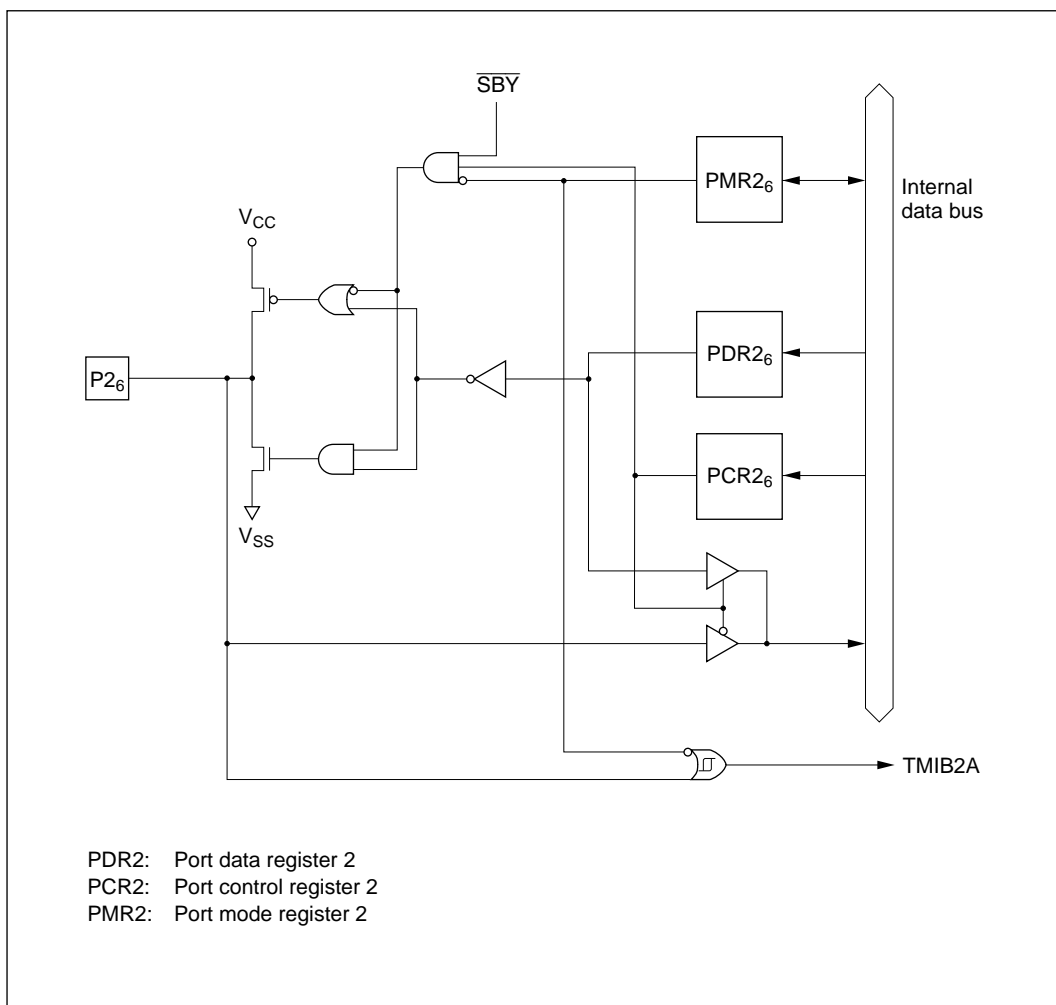 S̅B̅Y̅
PMR2₆
Internal
data bus
V_CC
PDR2₆
P2₆
PCR2₆
V_SS
TMIB2A
PDR2: Port data register 2
PCR2: Port control register 2
PMR2: Port mode register 2